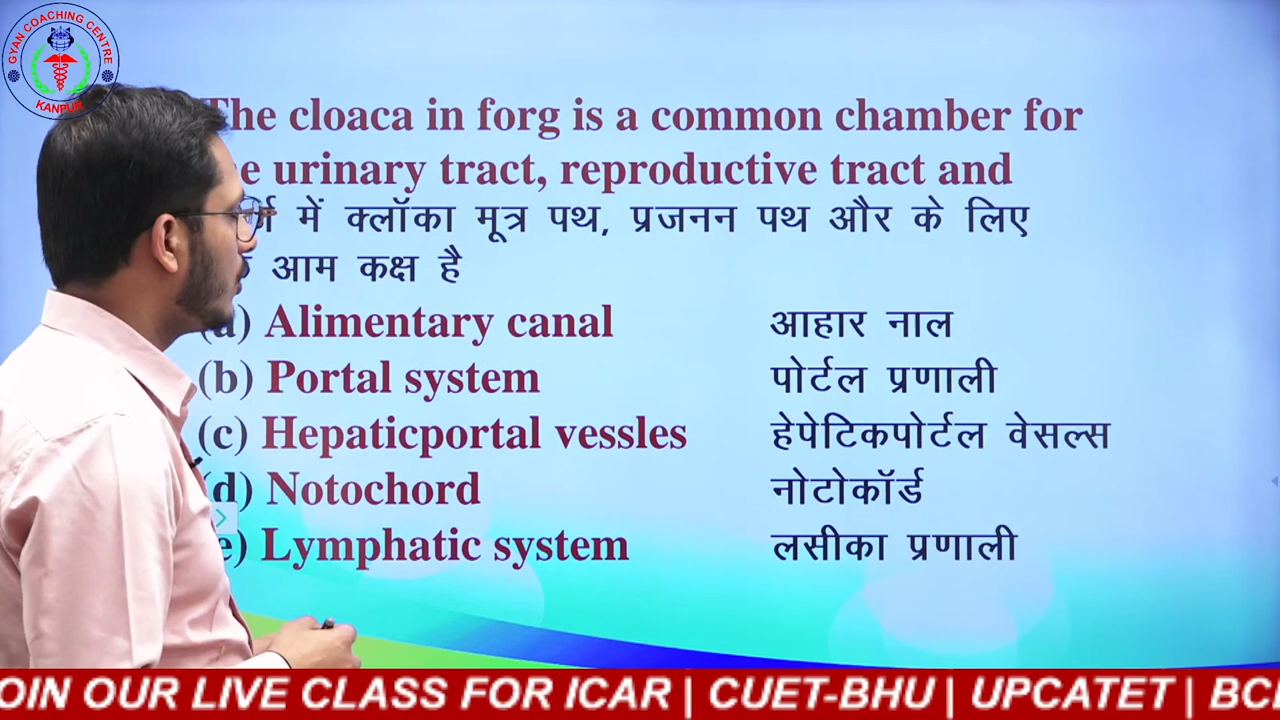 GYAN COACHING CENTRE
KANPUR
The cloaca in forg is a common chamber for
urinary tract, reproductive tract and
में क्लॉका मूत्र पथ, प्रजनन पथ और के लिए
आम कक्ष है
(a) Alimentary canal आहार नाल
(b) Portal system पोर्टल प्रणाली
(c) Hepaticportal vessles हेपेटिकपोर्टल वेसल्स
(d) Notochord नोटोकॉर्ड
(e) Lymphatic system लसीका प्रणाली
OIN OUR LIVE CLASS FOR ICAR | CUET-BHU | UPCATET |